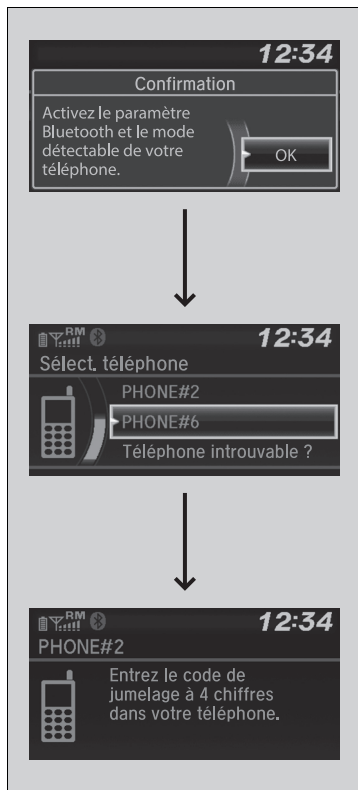 12:34
Confirmation
Activez le paramètre
Bluetooth et le mode
détectable de votre
téléphone.
OK
RM
12:34
Sélect. téléphone
PHONE#2
PHONE#6
Téléphone introuvable ?
RM
12:34
PHONE#2
Entrez le code de
jumelage à 4 chiffres
dans votre téléphone.